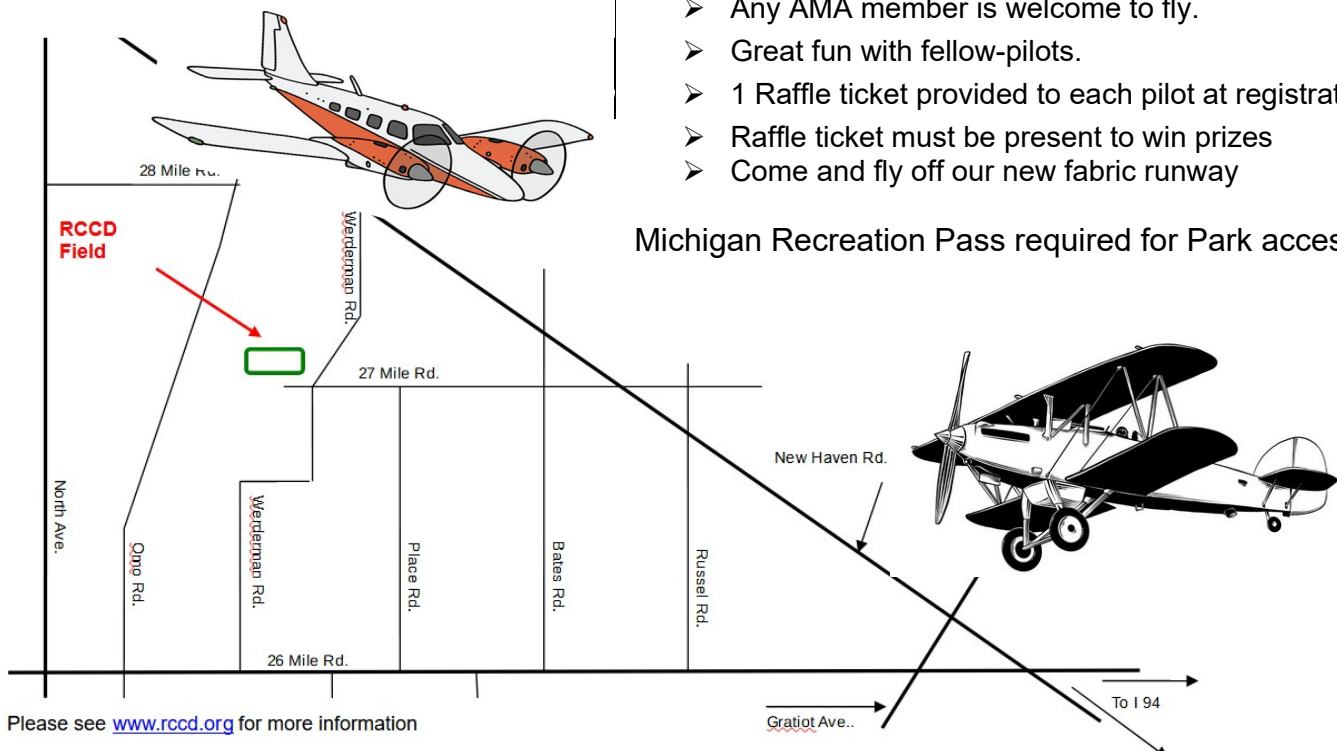 Any AMA member is welcome to fly.
Great fun with fellow-pilots.
1 Raffle ticket provided to each pilot at registrat
Raffle ticket must be present to win prizes
Come and fly off our new fabric runway
Michigan Recreation Pass required for Park acces
28 Mile Rd.
RCCD
Field
Werderman Rd.
27 Mile Rd.
New Haven Rd.
North Ave.
Omo Rd.
Werderman Rd.
Place Rd.
Bates Rd.
Russel Rd.
26 Mile Rd.
To I 94
Gratiot Ave..
Please see www.rccd.org for more information